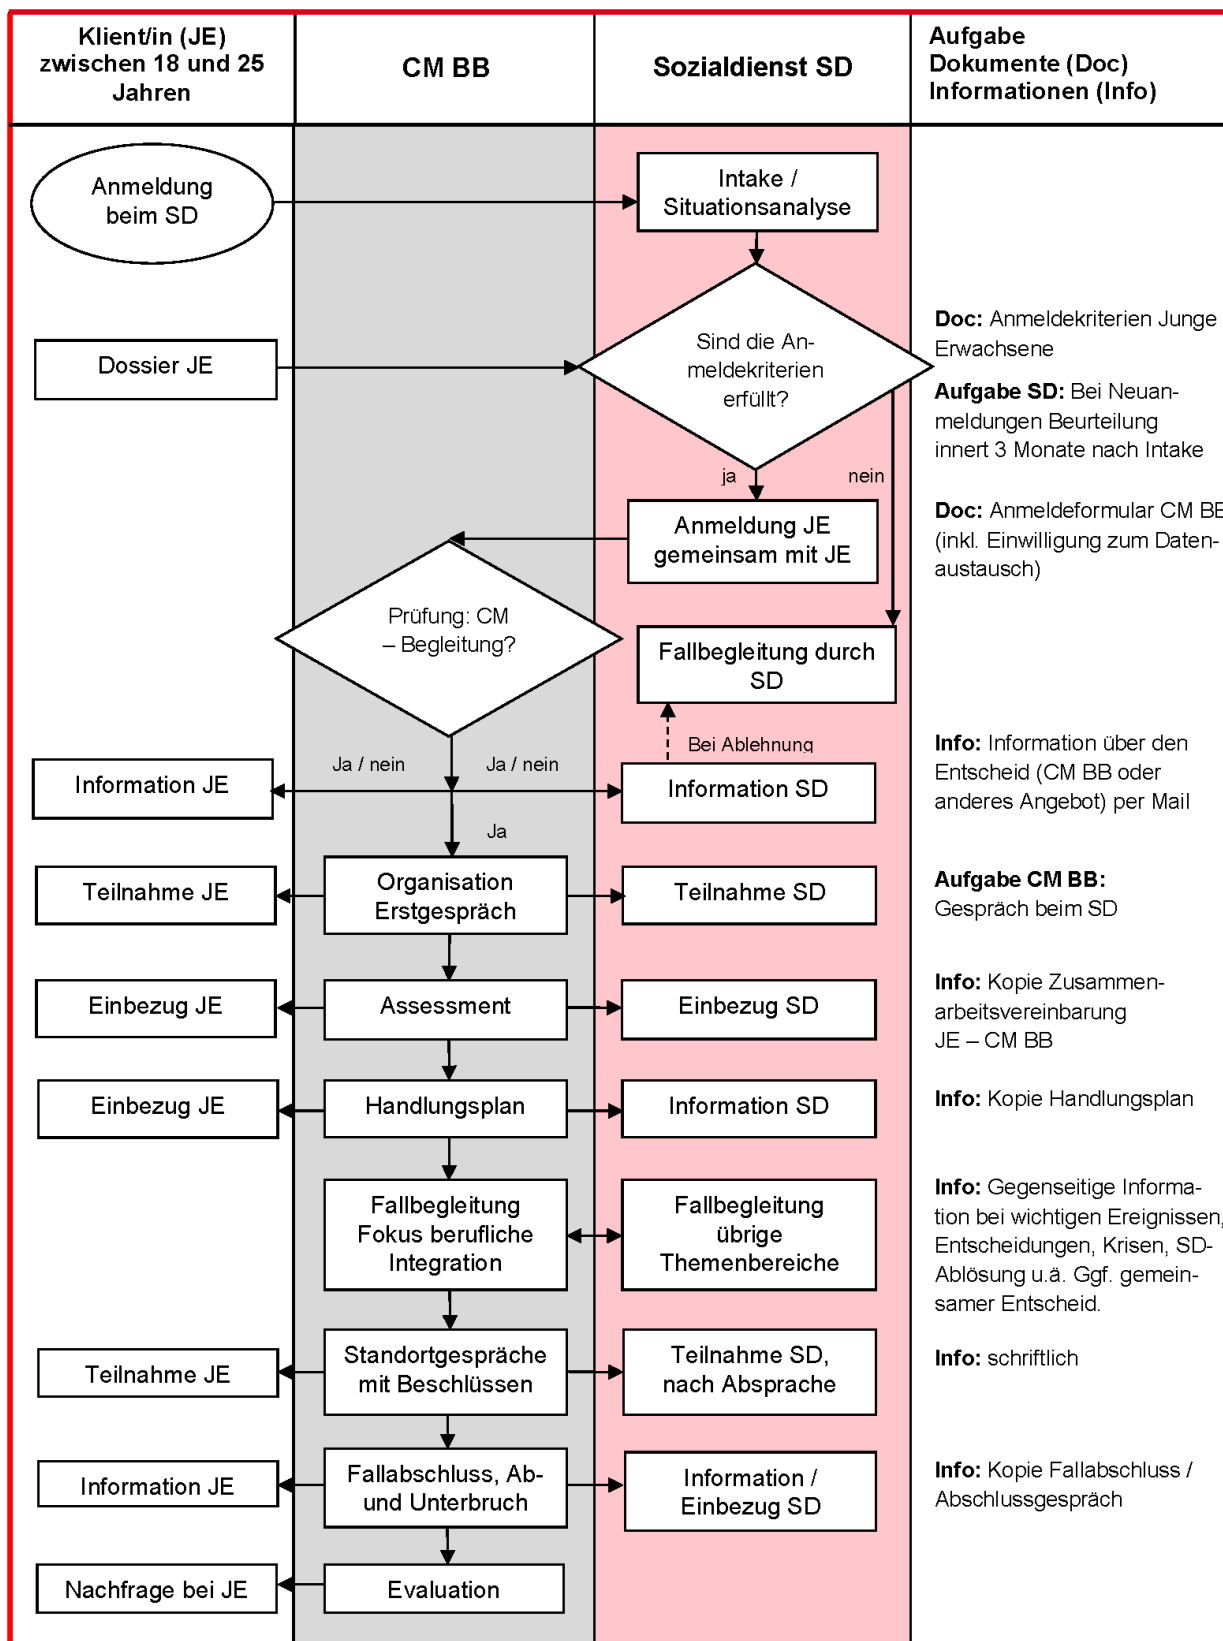 Klient/in (JE)
zwischen 18 und 25
Jahren
CM BB
Sozialdienst SD
Aufgabe
Dokumente (Doc)
Informationen (Info)
Anmeldung
beim SD
Intake /
Situationsanalyse
Dossier JE
Sind die An-
meldekriterien
erfüllt?
Doc: Anmeldekriterien Junge
Erwachsene
Aufgabe SD: Bei Neuan-
meldungen Beurteilung
innert 3 Monate nach Intake
ja
nein
Anmeldung JE
gemeinsam mit JE
Doc: Anmeldeformular CM BB
(inkl. Einwilligung zum Daten-
austausch)
Prüfung: CM
– Begleitung?
Fallbegleitung durch
SD
Bei Ablehnung
Ja / nein
Ja / nein
Information JE
Information SD
Info: Information über den
Entscheid (CM BB oder
anderes Angebot) per Mail
Ja
Teilnahme JE
Organisation
Erstgespräch
Teilnahme SD
Aufgabe CM BB:
Gespräch beim SD
Einbezug JE
Assessment
Einbezug SD
Info: Kopie Zusammen-
arbeitsvereinbarung
JE – CM BB
Einbezug JE
Handlungsplan
Information SD
Info: Kopie Handlungsplan
Fallbegleitung
Fokus berufliche
Integration
Fallbegleitung
übrige
Themenbereiche
Info: Gegenseitige Informa-
tion bei wichtigen Ereignissen,
Entscheidungen, Krisen, SD-
Ablösung u.ä. Ggf. gemein-
samer Entscheid.
Teilnahme JE
Standortgespräche
mit Beschlüssen
Teilnahme SD,
nach Absprache
Info: schriftlich
Information JE
Fallabschluss, Ab-
und Unterbruch
Information /
Einbezug SD
Info: Kopie Fallabschluss /
Abschlussgespräch
Nachfrage bei JE
Evaluation